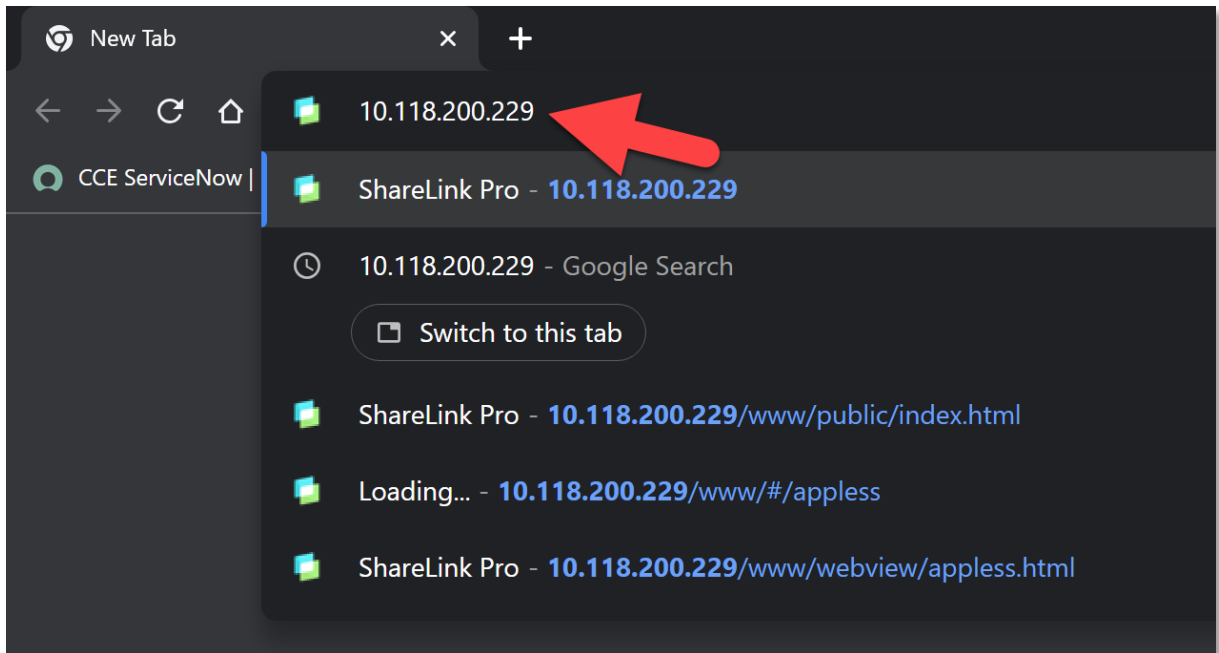 New Tab
10.118.200.229
CCE ServiceNow |
ShareLink Pro - 10.118.200.229
10.118.200.229 - Google Search
Switch to this tab
ShareLink Pro - 10.118.200.229/www/public/index.html
Loading... - 10.118.200.229/www/#/appless
ShareLink Pro - 10.118.200.229/www/webview/appless.html